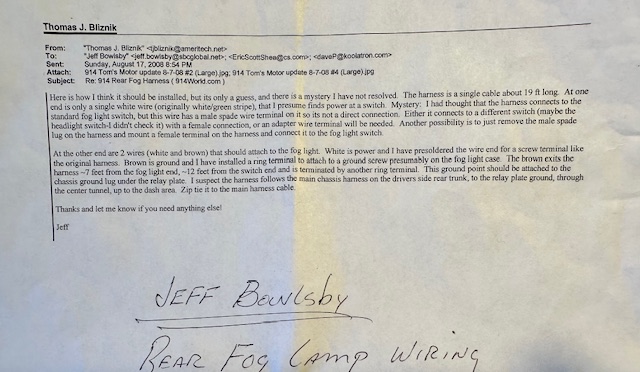 Thomas J. Bliznik
From: "Thomas J. Bliznik" <tjbliznik@ameritech.net>
To: "Jeff Bowlsby" <jeff.bowlsby@sbcglobal.net>; <EricScottShea@cs.com>; <daveP@koolatron.com>
Sent: Sunday, August 17, 2008 8:54 PM
Attach: 914 Tom's Motor update 8-7-08 #2 (Large).jpg; 914 Tom's Motor update 8-7-08 #4 (Large).jpg
Subject: Re: 914 Rear Fog Harness ( 914World.com )
Here is how I think it should be installed, but its only a guess, and there is a mystery I have not resolved. The harness is a single cable about 19 ft long. At one
end is only a single white wire (originally white/green stripe), that I presume finds power at a switch. Mystery: I had thought that the harness connects to the
standard fog light switch, but this wire has a male spade wire terminal on it so its not a direct connection. Either it connects to a different switch (maybe the
headlight switch-I didn't check it) with a female connection, or an adapter wire terminal will be needed. Another possibility is to just remove the male spade
lug on the harness and mount a female terminal on the harness and connect it to the fog light switch.
At the other end are 2 wires (white and brown) that should attach to the fog light. White is power and I have presoldered the wire end for a screw terminal like
the original harness. Brown is ground and I have installed a ring terminal to attach to a ground screw presumably on the fog light case. The brown exits the
harness ~7 feet from the fog light end, ~12 feet from the switch end and is terminated by another ring terminal. This ground point should be attached to the
chassis ground lug under the relay plate. I suspect the harness follows the main chassis harness on the drivers side rear trunk, to the relay plate ground, through
the center tunnel, up to the dash area. Zip tie it to the main harness cable.
Thanks and let me know if you need anything else!
Jeff
JEFF BOWLSBY
REAR FOG LAMP WIRING